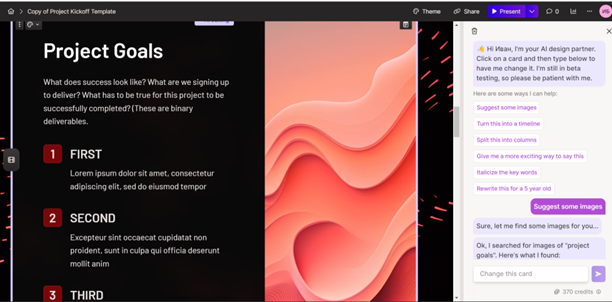 Copy of Project Kickoff Template
Theme
Share
Present
0
ИБ
Project Goals
What does success look like? What are we signing up
to deliver? What has to be true for this project to be
successfully completed? (These are binary
deliverables.
1 FIRST
Lorem ipsum dolor sit amet, consectetur
adipiscing elit, sed do eiusmod tempor
2 SECOND
Excepteur sint occaecat cupidatat non
proident, sunt in culpa qui officia deserunt
mollit anim
3 THIRD
Hi Иван, I'm your AI design partner.
Click on a card and then type below to
have me change it. I'm still in beta
testing, so please be patient with me.
Here are some ways I can help:
Suggest some images
Turn this into a timeline
Split this into columns
Give me a more exciting way to say this
Italicize the key words
Rewrite this for a 5 year old
Suggest some images
Sure, let me find some images for you...
Ok, I searched for images of "project
goals". Here's what I found:
Change this card
370 credits